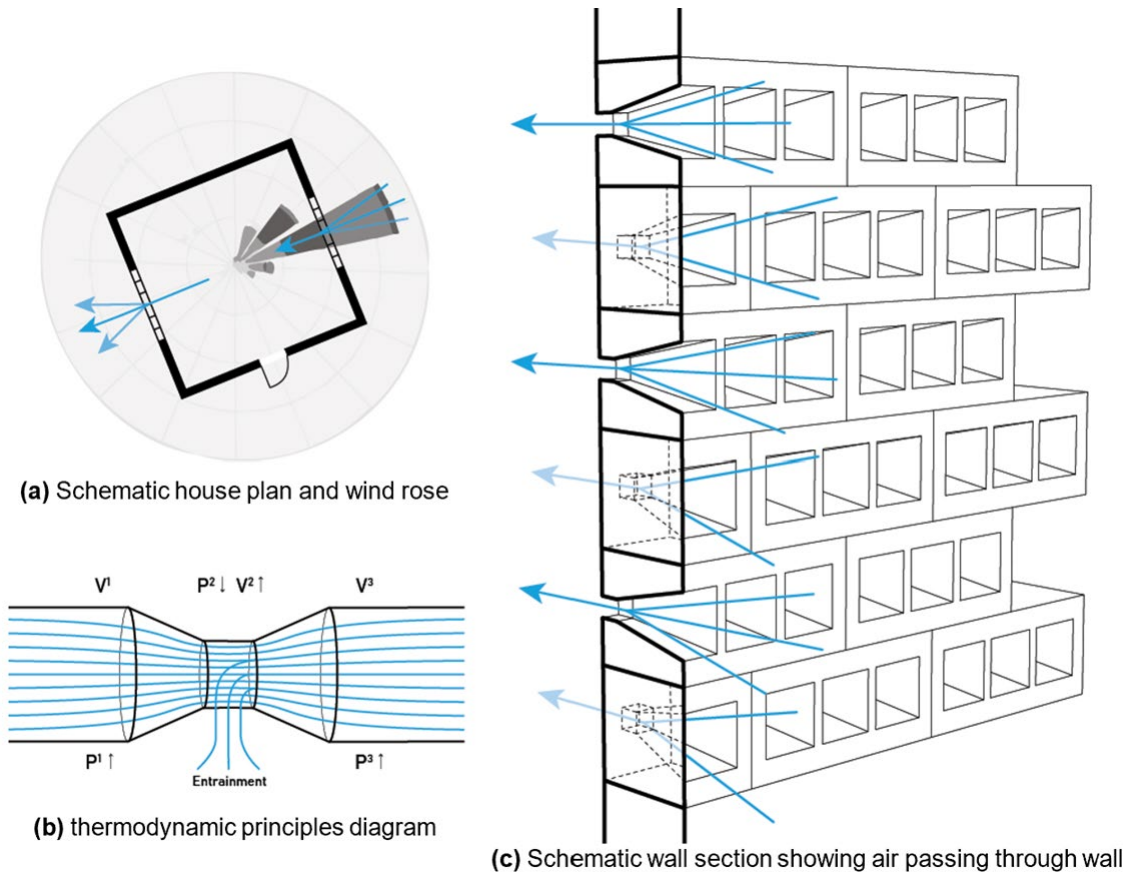 (a) Schematic house plan and wind rose
V¹ P² ↓ V² ↑ V³
P¹ ↑ P³ ↑
Entrainment
(b) thermodynamic principles diagram
(c) Schematic wall section showing air passing through wall